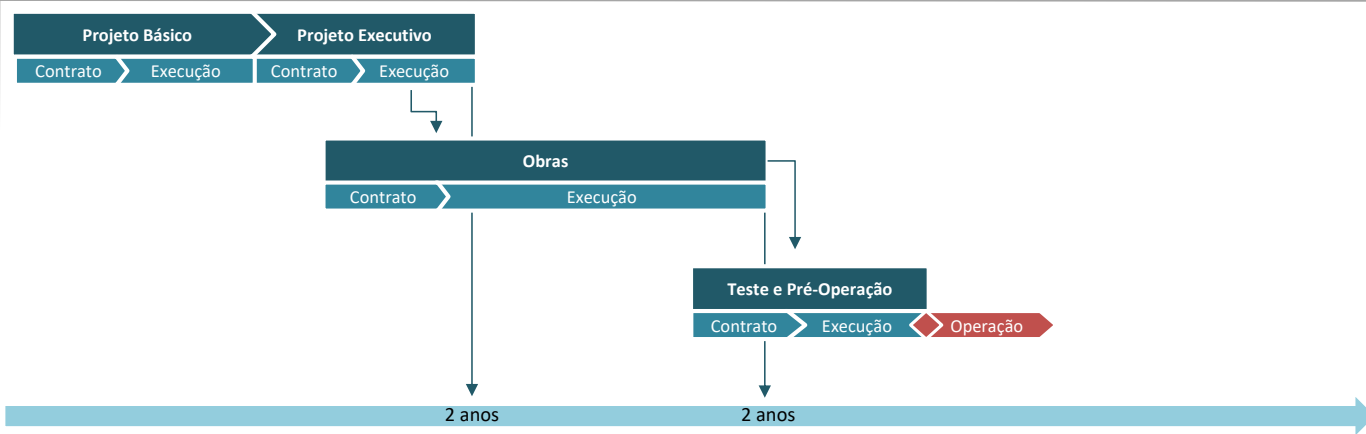 Projeto Básico
Projeto Executivo
Contrato
Execução
Contrato
Execução
Obras
Contrato
Execução
Teste e Pré-Operação
Contrato
Execução
Operação
2 anos
2 anos